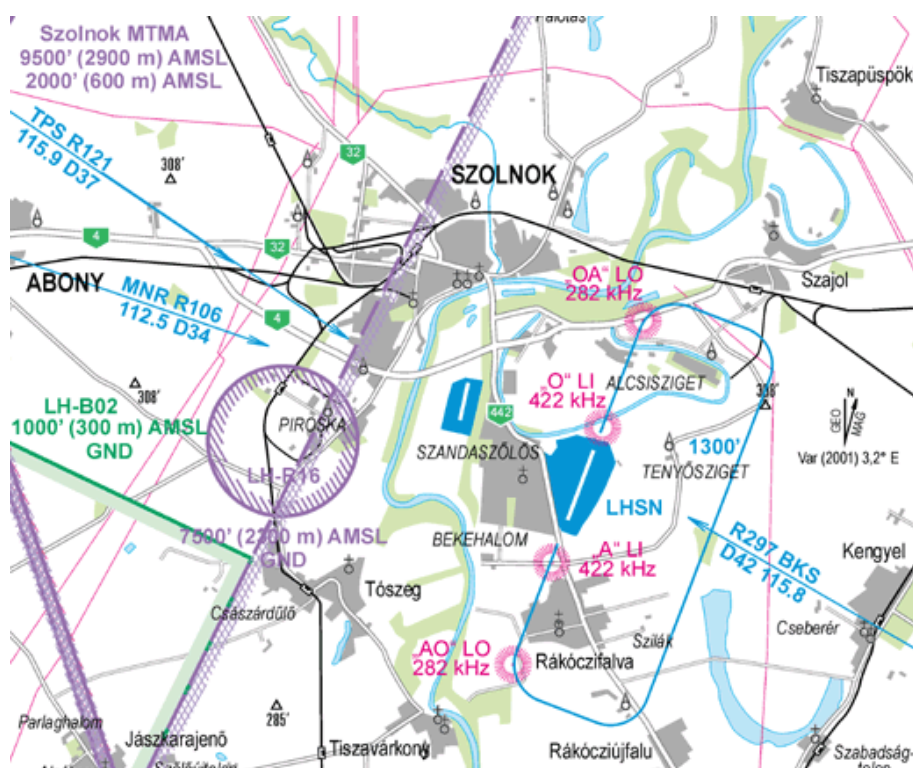 Szolnok MTMA
9500' (2900 m) AMSL
2000' (600 m) AMSL
Tiszapüspök
TPS R121
115.9 D37
308'
32
SZOLNOK
4
32
ABONY
MNR R106
112.5 D34
4
„OA“ LO
282 kHz
Szajol
308'
LH-B02
1000' (300 m) AMSL
GND
PIROSKA
LH-R16
7500' (2300 m) AMSL
GND
„O“ LI
422 kHz
ALCSISZIGET
442
SZANDASZŐLŐS
1300'
TENYŐSZIGET
LHSN
N
GEO
MAG
Var (2001) 3,2° E
BEKEHALOM
„A“ LI
422 kHz
R297 BKS
D42 115.8
Kengyel
Császárdűlő
Tószeg
Cseberér
Szilák
„AO“ LO
282 kHz
Rákóczifalva
285'
Parlaghalom
Jászkarajenő
Tiszavárkony
Rákócziújfalu
Szabadság-